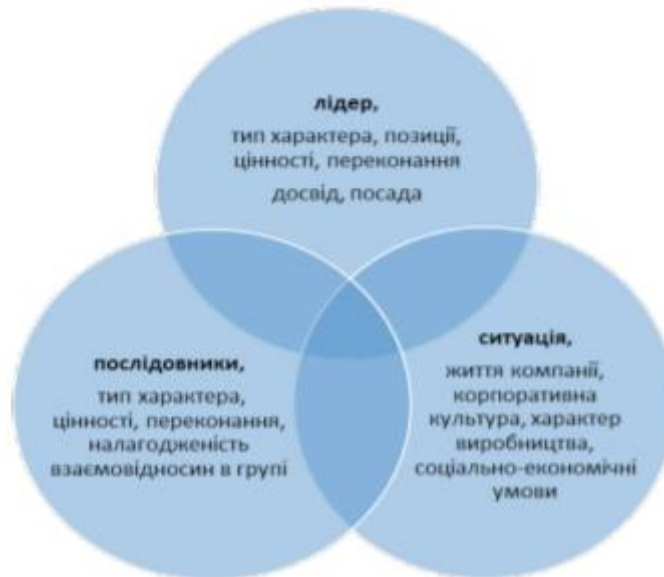 лідер,
тип характера, позиції,
цінності, переконання
досвід, посада
послідовники,
тип характера,
цінності, переконання,
налагодженість
взаємовідносин в групі
ситуація,
життя компанії,
корпоративна
культура, характер
виробництва,
соціально-економічні
умови